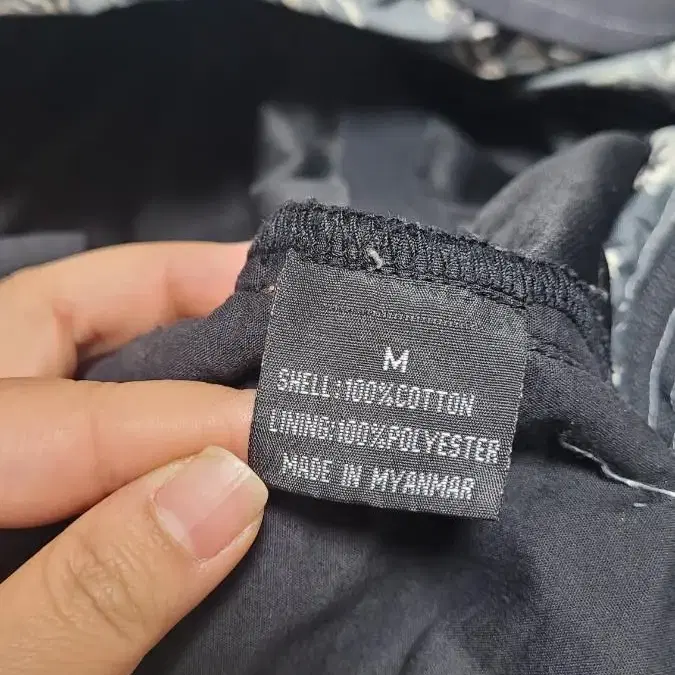 M
SHELL:100%COTTON
LINING:100%POLYESTER
MADE IN MYANMAR